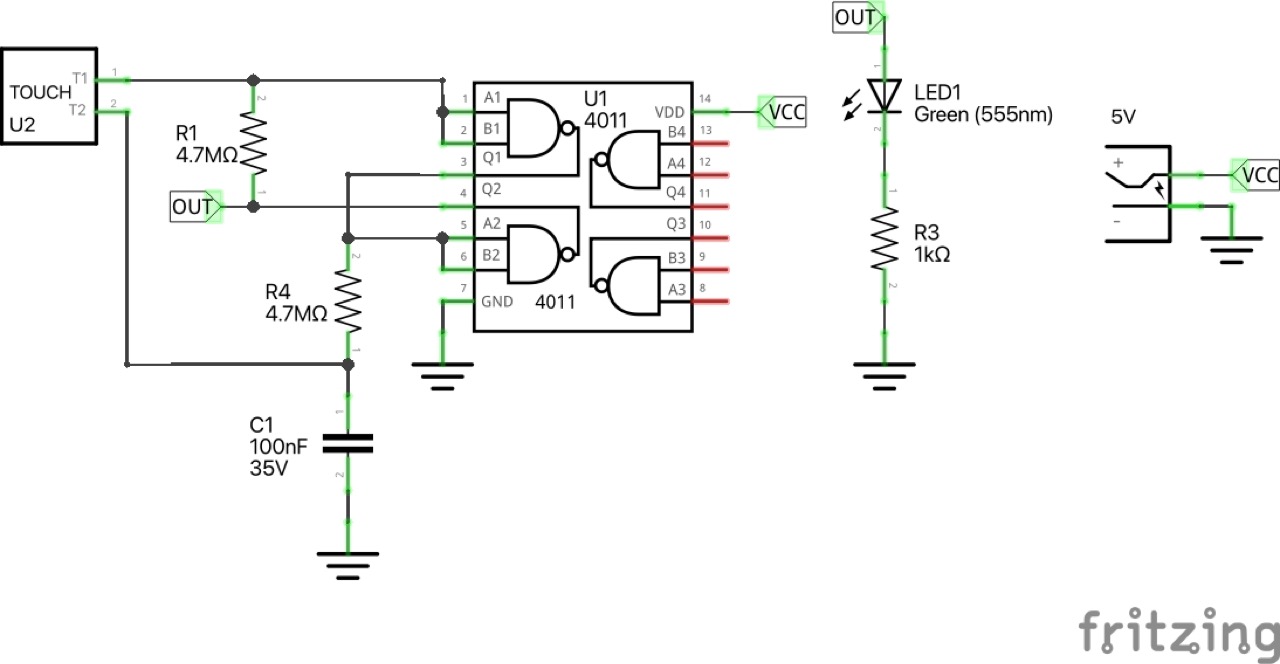 TOUCH
U2
T1
T2
1
2
R1
4.7MΩ
2
1
OUT
R4
4.7MΩ
2
1
C1
100nF
35V
1
2
1
2
3
4
5
6
7
A1
B1
Q1
Q2
A2
B2
GND
U1
4011
4011
VDD
B4
A4
Q4
Q3
B3
A3
14
13
12
11
10
9
8
VCC
OUT
1
2
LED1
Green (555nm)
1
2
R3
1kΩ
5V
+
-
VCC
fritzing